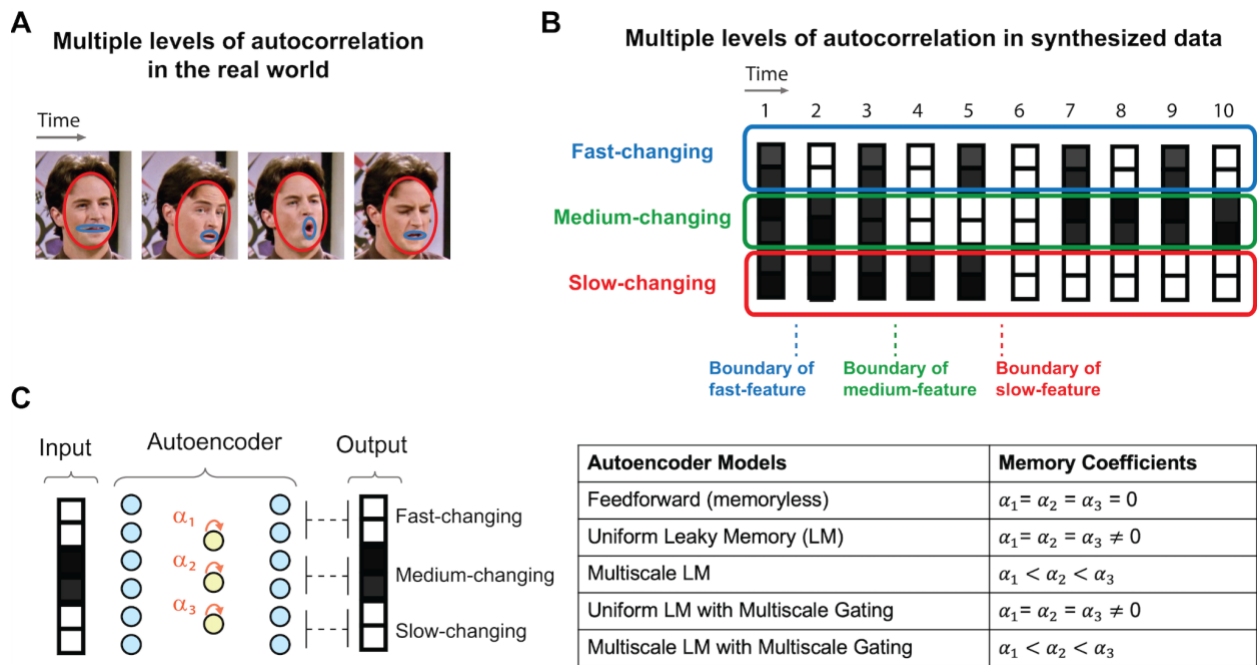 A
Multiple levels of autocorrelation
in the real world
Time
B
Multiple levels of autocorrelation in synthesized data
Time
1 2 3 4 5 6 7 8 9 10
Fast-changing
Medium-changing
Slow-changing
Boundary of
fast-feature
Boundary of
medium-feature
Boundary of
slow-feature
C
Input
Autoencoder
Output
α₁
α₂
α₃
Fast-changing
Medium-changing
Slow-changing
Autoencoder Models Memory Coefficients
Feedforward (memoryless) α₁= α₂ = α₃ = 0
Uniform Leaky Memory (LM) α₁= α₂ = α₃ ≠ 0
Multiscale LM α₁ < α₂ < α₃
Uniform LM with Multiscale Gating α₁= α₂ = α₃ ≠ 0
Multiscale LM with Multiscale Gating α₁ < α₂ < α₃